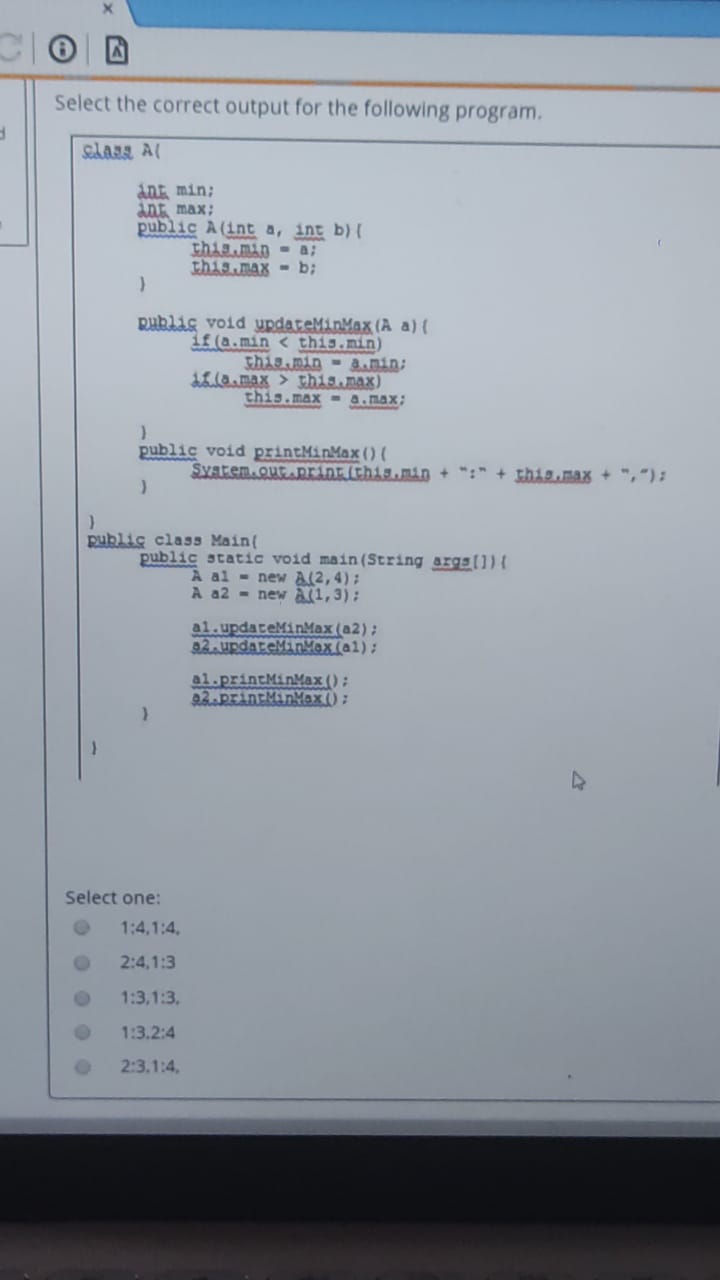 Select the correct output for the following program.
class A{
int min;
int max;
public A(int a, int b){
this.min = a;
this.max = b;
}
public void updateMinMax(A a){
if(a.min < this.min)
this.min = a.min;
if(a.max > this.max)
this.max = a.max;
}
public void printMinMax(){
System.out.print(this.min + ":" + this.max + ",");
}
}
public class Main{
public static void main(String args[]){
A a1 = new A(2,4);
A a2 = new A(1,3);
a1.updateMinMax(a2);
a2.updateMinMax(a1);
a1.printMinMax();
a2.printMinMax();
}
}
Select one:
1:4,1:4,
2:4,1:3
1:3,1:3,
1:3,2:4
2:3,1:4,